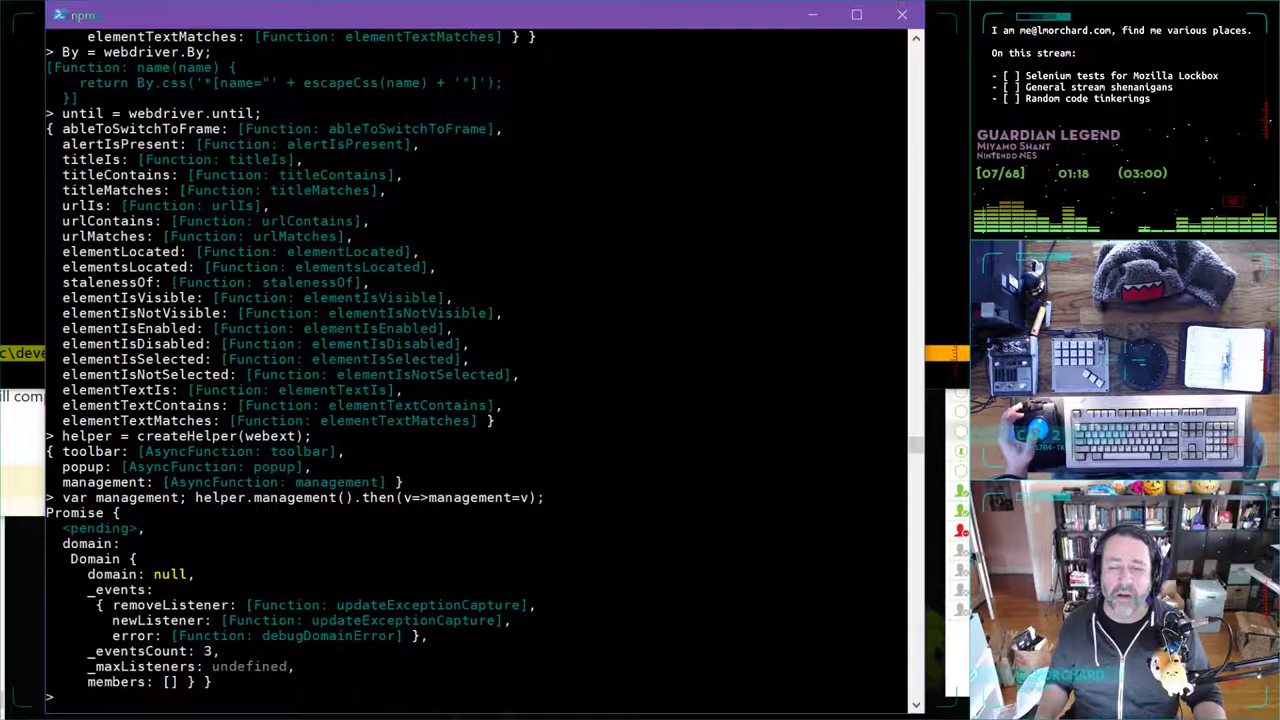 npm
elementTextMatches: [Function: elementTextMatches] } }
> By = webdriver.By;
[Function: name(name) {
return By.css('*[name="' + escapeCss(name) + '"]');
}]
> until = webdriver.until;
{ ableToSwitchToFrame: [Function: ableToSwitchToFrame],
alertIsPresent: [Function: alertIsPresent],
titleIs: [Function: titleIs],
titleContains: [Function: titleContains],
titleMatches: [Function: titleMatches],
urlIs: [Function: urlIs],
urlContains: [Function: urlContains],
urlMatches: [Function: urlMatches],
elementLocated: [Function: elementLocated],
elementsLocated: [Function: elementsLocated],
stalenessOf: [Function: stalenessOf],
elementIsVisible: [Function: elementIsVisible],
elementIsNotVisible: [Function: elementIsNotVisible],
elementIsEnabled: [Function: elementIsEnabled],
elementIsDisabled: [Function: elementIsDisabled],
elementIsSelected: [Function: elementIsSelected],
elementIsNotSelected: [Function: elementIsNotSelected],
elementTextIs: [Function: elementTextIs],
elementTextContains: [Function: elementTextContains],
elementTextMatches: [Function: elementTextMatches] }
> helper = createHelper(webext);
{ toolbar: [AsyncFunction: toolbar],
popup: [AsyncFunction: popup],
management: [AsyncFunction: management] }
> var management; helper.management().then(v=>management=v);
Promise {
<pending>,
domain:
Domain {
domain: null,
_events:
{ removeListener: [Function: updateExceptionCapture],
newListener: [Function: updateExceptionCapture],
error: [Function: debugDomainError] },
_eventsCount: 3,
_maxListeners: undefined,
members: [] } }
>
c\deve
ill com
I am me@lmorchard.com, find me various places.
On this stream:
- [ ] Selenium tests for Mozilla Lockbox
- [ ] General stream shenanigans
- [ ] Random code tinkerings
GUARDIAN LEGEND
Miyamo Shant
Nintendo NES
[07/68] 01:18 (03:00)
CAM 2
@LMORCHARD